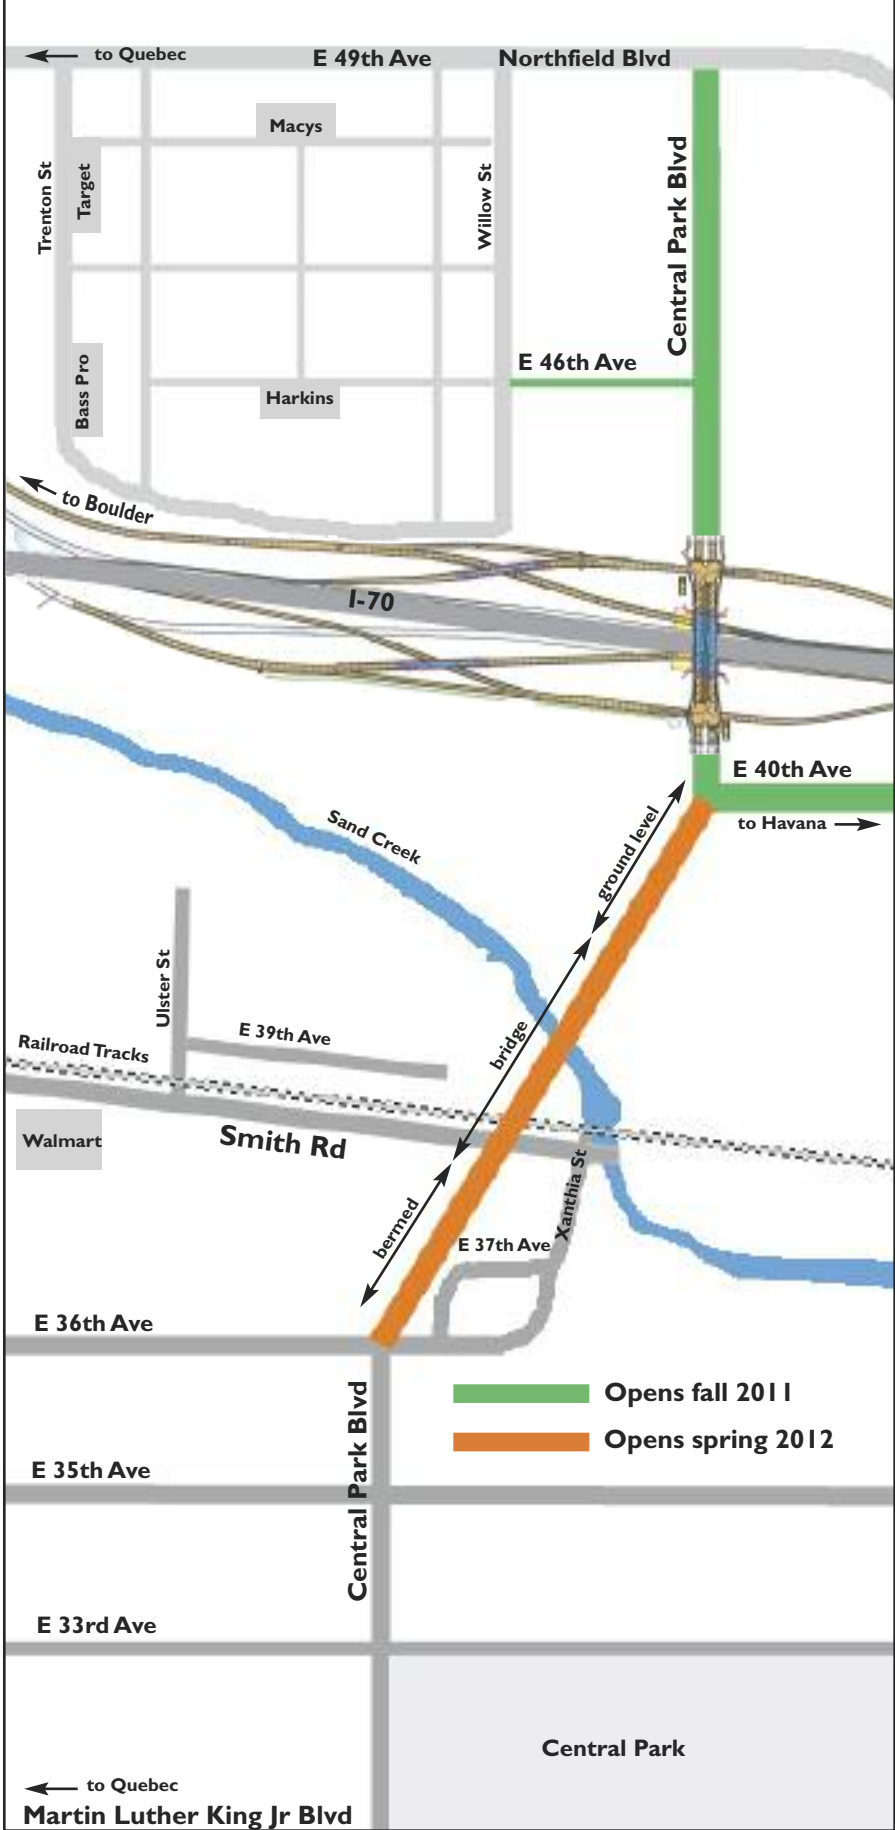 to Quebec
E 49th Ave
Northfield Blvd
Macys
Trenton St
Target
Willow St
Central Park Blvd
E 46th Ave
Bass Pro
Harkins
to Boulder
I-70
E 40th Ave
to Havana
Sand Creek
ground level
Ulster St
E 39th Ave
bridge
Railroad Tracks
Walmart
Smith Rd
Xanthia St
bermed
E 37th Ave
E 36th Ave
Opens fall 2011
Opens spring 2012
Central Park Blvd
E 35th Ave
E 33rd Ave
Central Park
to Quebec
Martin Luther King Jr Blvd